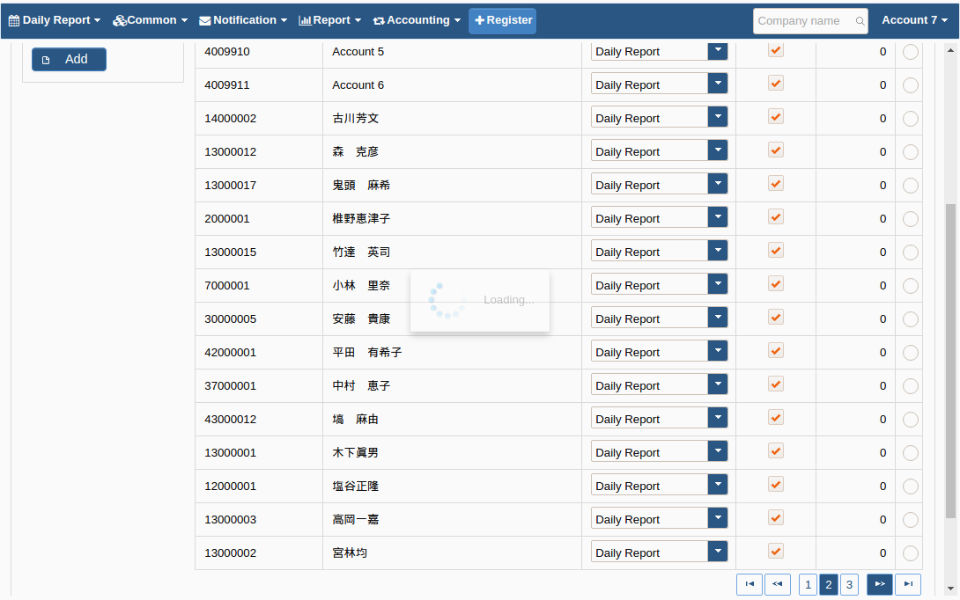 Daily Report Common Notification Report Accounting Register Company name Account 7
Add
4009910 Account 5 Daily Report 0
4009911 Account 6 Daily Report 0
14000002 古川芳文 Daily Report 0
13000012 森　克彦 Daily Report 0
13000017 鬼頭　麻希 Daily Report 0
2000001 椎野恵津子 Daily Report 0
13000015 竹達　英司 Daily Report 0
7000001 小林　里奈 Daily Report 0
Loading...
30000005 安藤　貴康 Daily Report 0
42000001 平田　有希子 Daily Report 0
37000001 中村　恵子 Daily Report 0
43000012 塙　麻由 Daily Report 0
13000001 木下眞男 Daily Report 0
12000001 塩谷正隆 Daily Report 0
13000003 高岡一嘉 Daily Report 0
13000002 宮林均 Daily Report 0
1 2 3